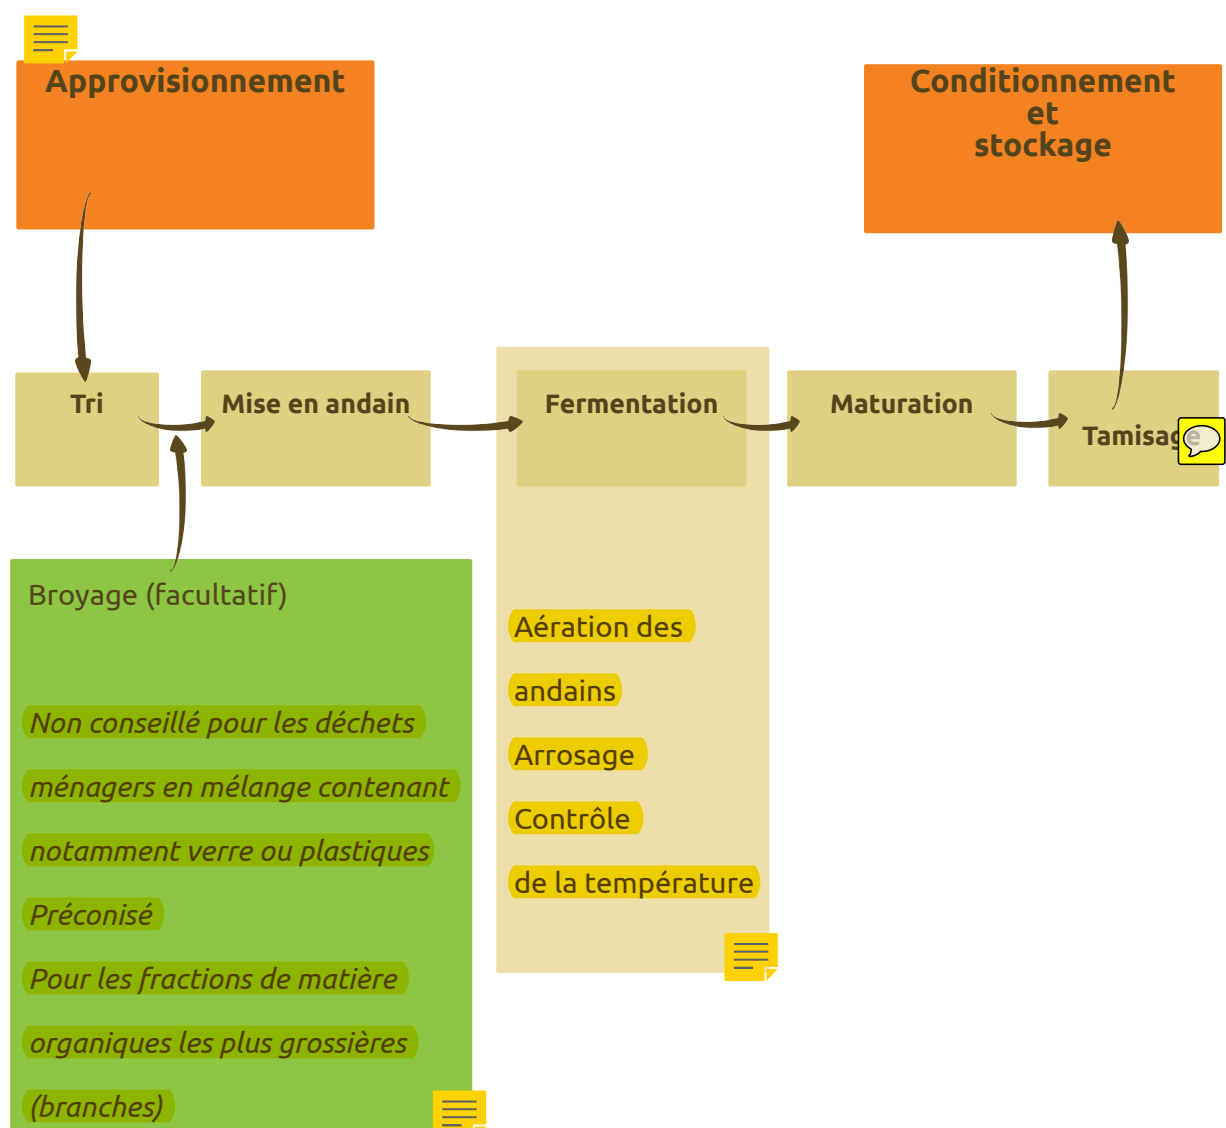 Approvisionnement
Conditionnement
et
stockage
Tri
Mise en andain
Fermentation
Maturation
Tamisage
Broyage (facultatif)
Non conseillé pour les déchets
ménagers en mélange contenant
notamment verre ou plastiques
Préconisé
Pour les fractions de matière
organiques les plus grossières
(branches)
Aération des
andains
Arrosage
Contrôle
de la température